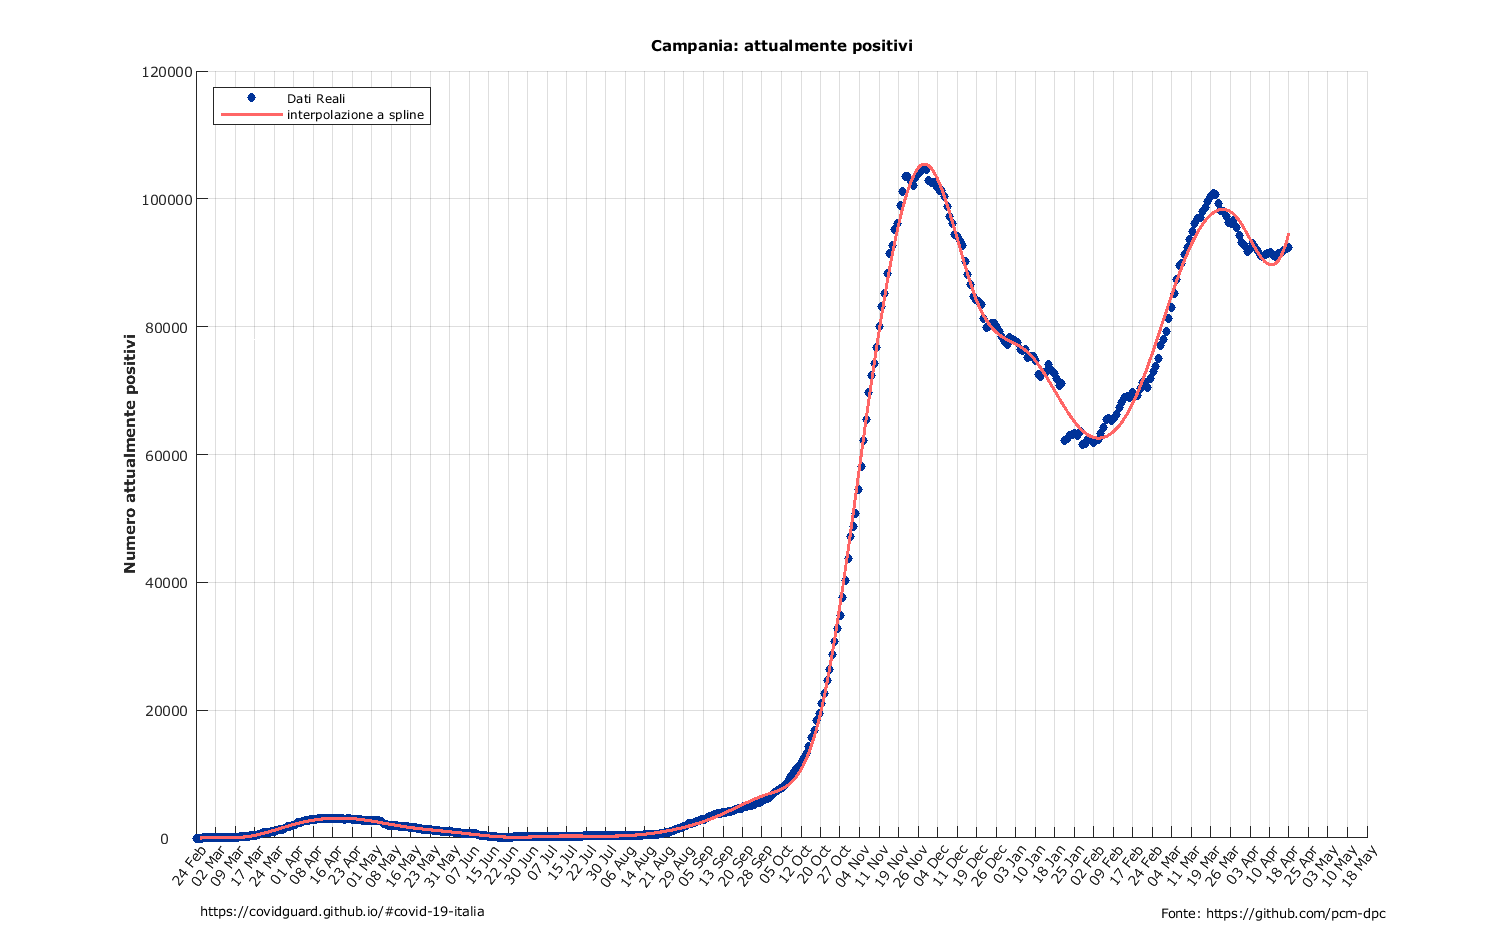 Campania: attualmente positivi
120000
100000
80000
60000
40000
20000
0
Dati Reali
interpolazione a spline
Numero attualmente positivi
24 Feb
02 Mar
09 Mar
17 Mar
24 Mar
01 Apr
08 Apr
16 Apr
23 Apr
01 May
08 May
16 May
23 May
31 May
07 Jun
15 Jun
22 Jun
30 Jun
07 Jul
15 Jul
22 Jul
30 Jul
06 Aug
14 Aug
21 Aug
29 Aug
05 Sep
13 Sep
20 Sep
28 Sep
05 Oct
12 Oct
20 Oct
27 Oct
04 Nov
11 Nov
19 Nov
26 Nov
04 Dec
11 Dec
19 Dec
26 Dec
03 Jan
10 Jan
18 Jan
25 Jan
02 Feb
09 Feb
17 Feb
24 Feb
04 Mar
11 Mar
19 Mar
26 Mar
03 Apr
10 Apr
18 Apr
25 Apr
03 May
10 May
18 May
https://covidguard.github.io/#covid-19-italia
Fonte: https://github.com/pcm-dpc